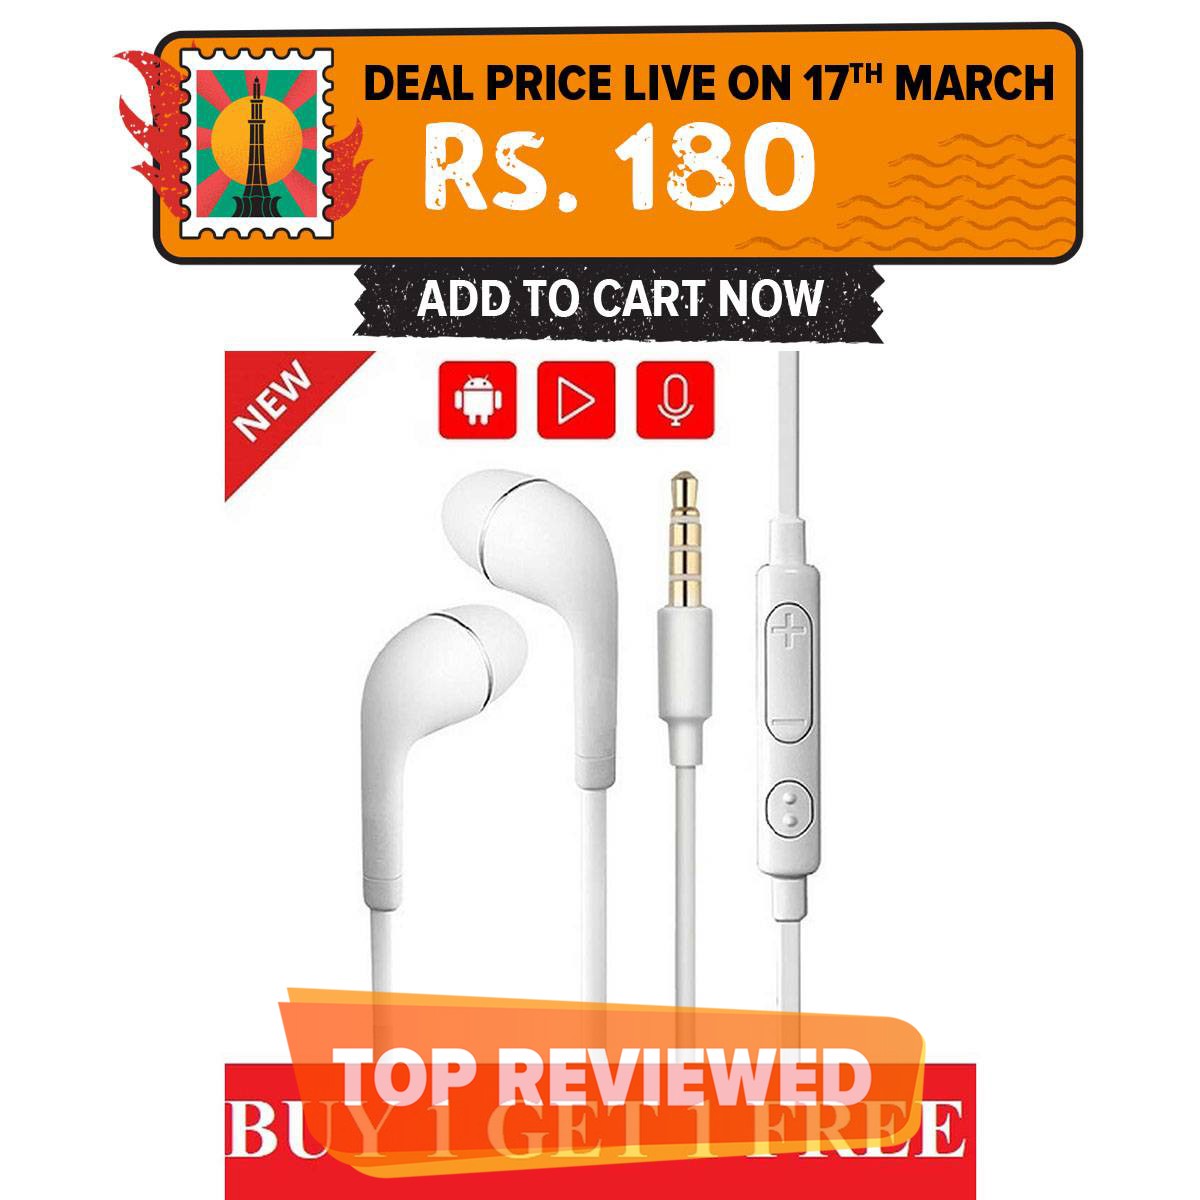 DEAL PRICE LIVE ON 17TH MARCH
Rs. 180
ADD TO CART NOW
NEW
TOP REVIEWED
BUY 1 GET 1 FREE